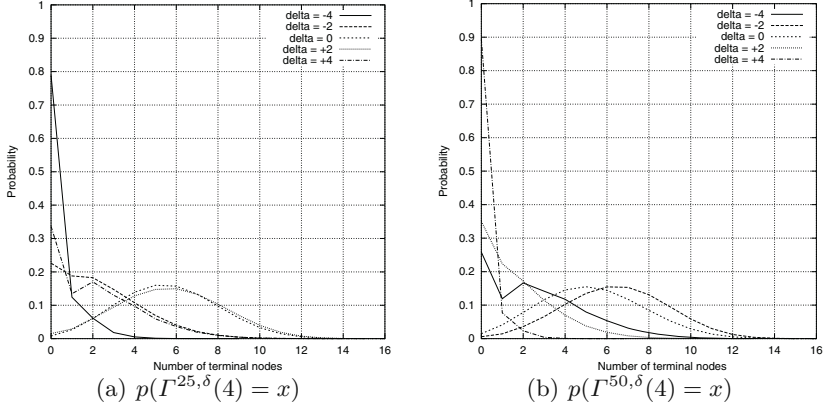 delta = -4
delta = -2
delta = 0
delta = +2
delta = +4
1
0.9
0.8
0.7
0.6
0.5
0.4
0.3
0.2
0.1
0
Probability
0 2 4 6 8 10 12 14 16
Number of terminal nodes
(a) p(Γ^{25,δ}(4) = x)
delta = -4
delta = -2
delta = 0
delta = +2
delta = +4
1
0.9
0.8
0.7
0.6
0.5
0.4
0.3
0.2
0.1
0
Probability
0 2 4 6 8 10 12 14 16
Number of terminal nodes
(b) p(Γ^{50,δ}(4) = x)